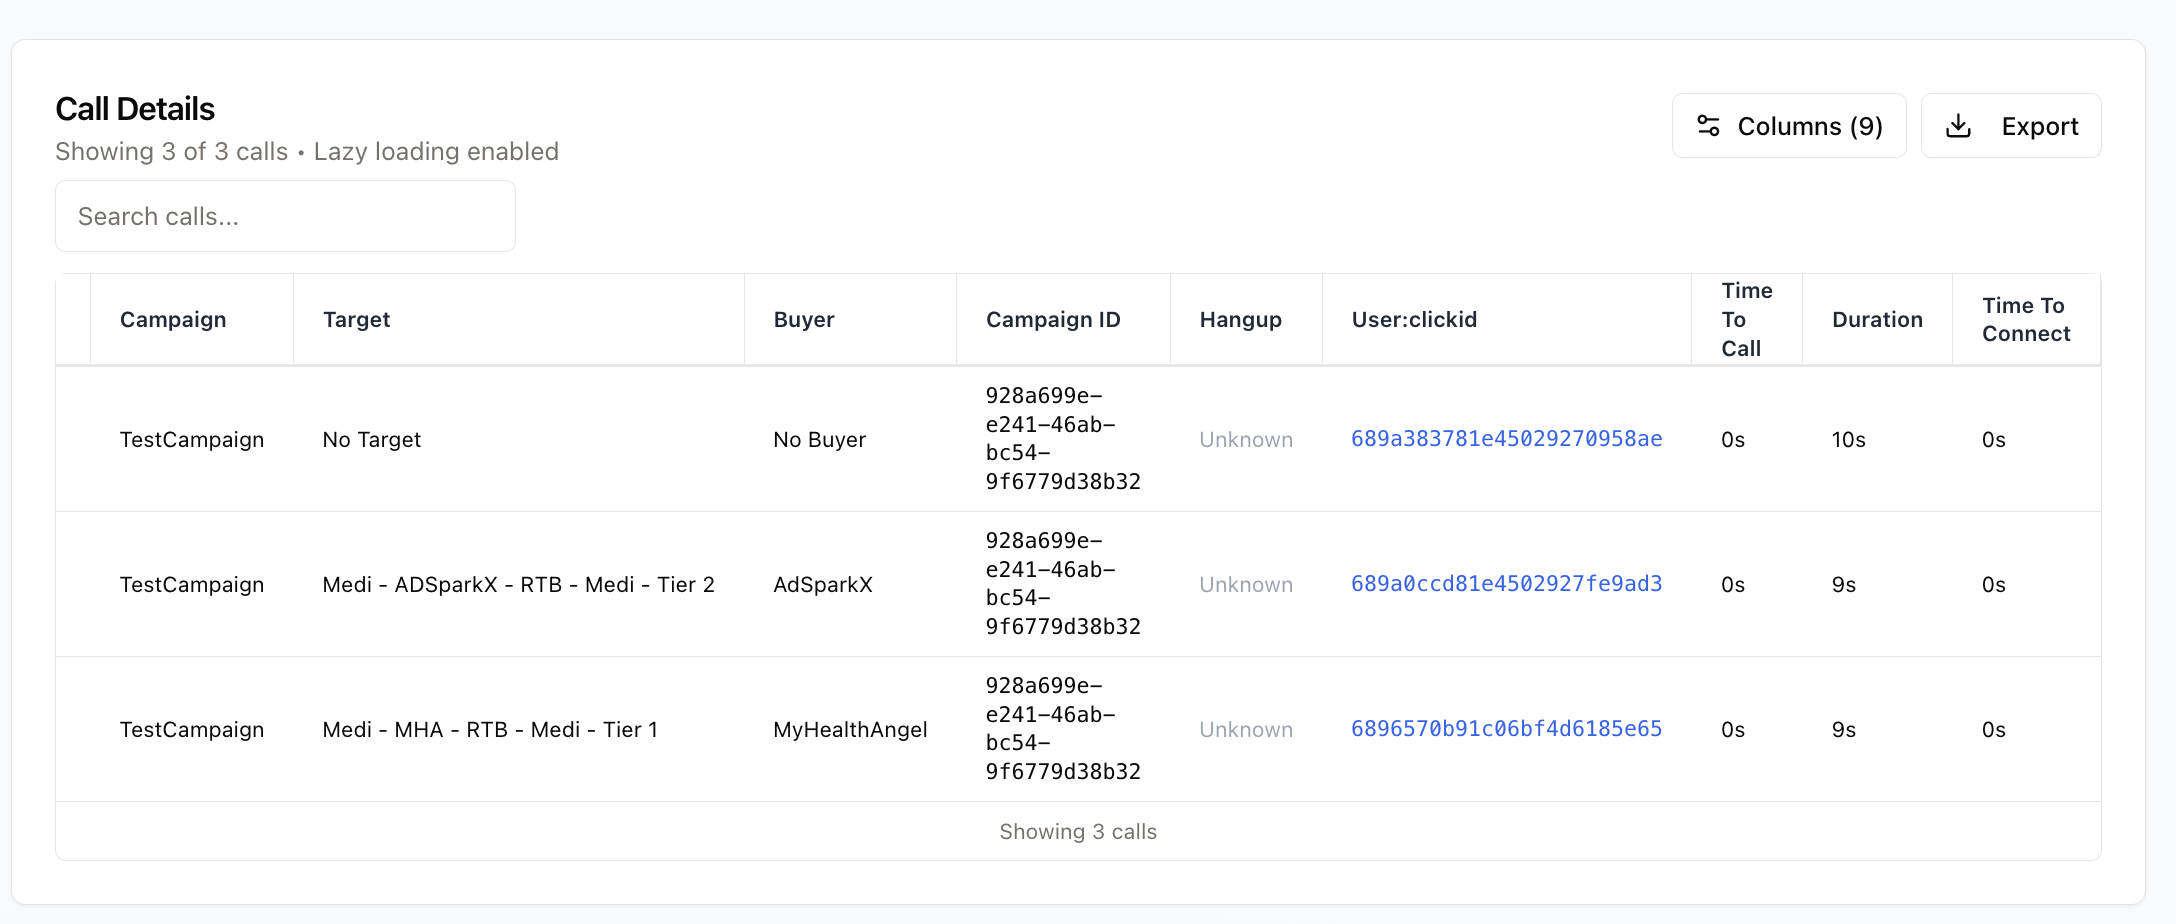 Call Details
Showing 3 of 3 calls • Lazy loading enabled
Columns (9)
Export
Search calls...
Campaign
Target
Buyer
Campaign ID
Hangup
User:clickid
Time
To
Call
Duration
Time To
Connect
TestCampaign
No Target
No Buyer
928a699e-
e241-46ab-
bc54-
9f6779d38b32
Unknown
689a383781e45029270958ae
0s
10s
0s
TestCampaign
Medi - ADSparkX - RTB - Medi - Tier 2
AdSparkX
928a699e-
e241-46ab-
bc54-
9f6779d38b32
Unknown
689a0ccd81e4502927fe9ad3
0s
9s
0s
TestCampaign
Medi - MHA - RTB - Medi - Tier 1
MyHealthAngel
928a699e-
e241-46ab-
bc54-
9f6779d38b32
Unknown
6896570b91c06bf4d6185e65
0s
9s
0s
Showing 3 calls